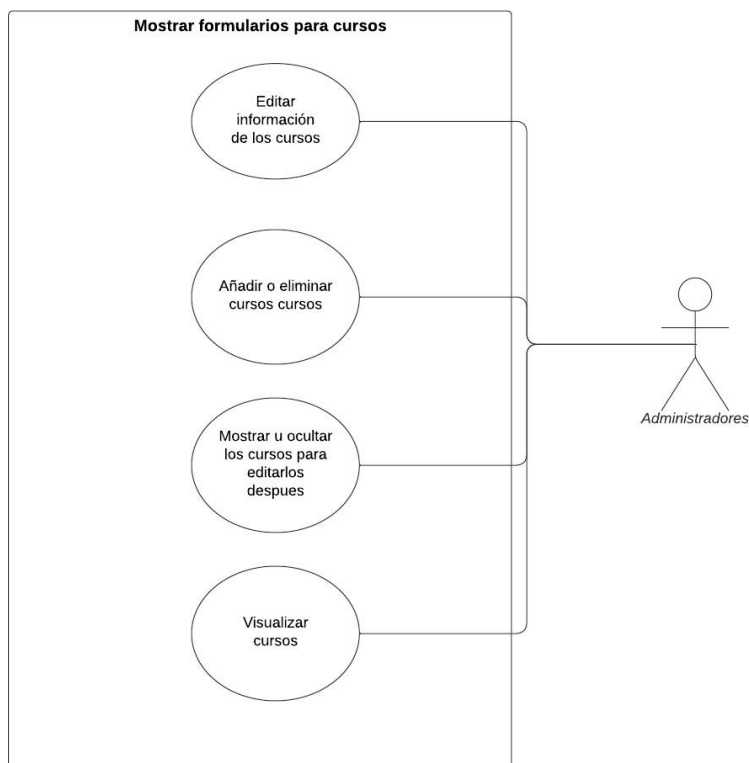 Mostrar formularios para cursos
Editar
información
de los cursos
Añadir o eliminar
cursos cursos
Mostrar u ocultar
los cursos para
editarlos
despues
Visualizar
cursos
Administradores